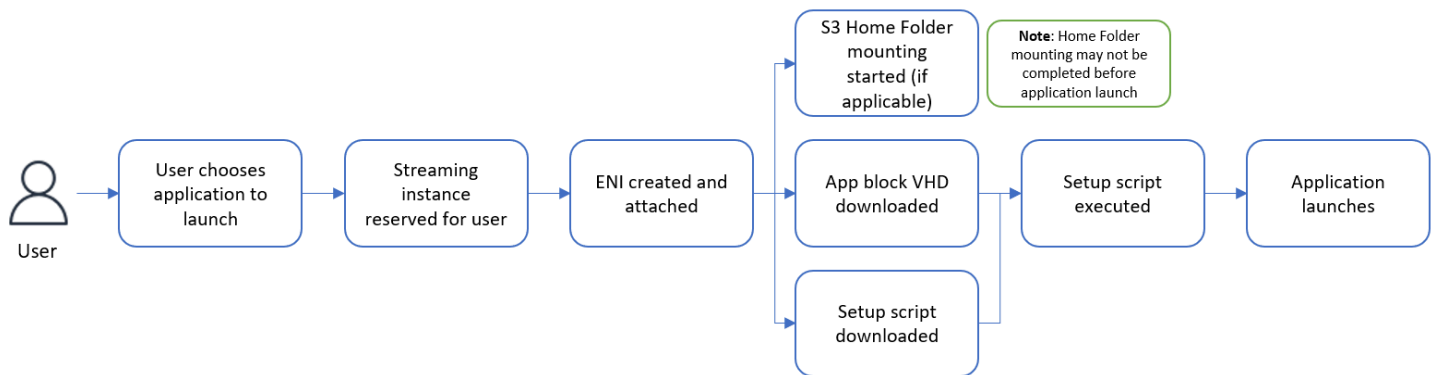 User
User chooses
application to
launch
Streaming
instance
reserved for user
ENI created and
attached
S3 Home Folder
mounting
started (if
applicable)
Note: Home Folder
mounting may not be
completed before
application launch
App block VHD
downloaded
Setup script
downloaded
Setup script
executed
Application
launches